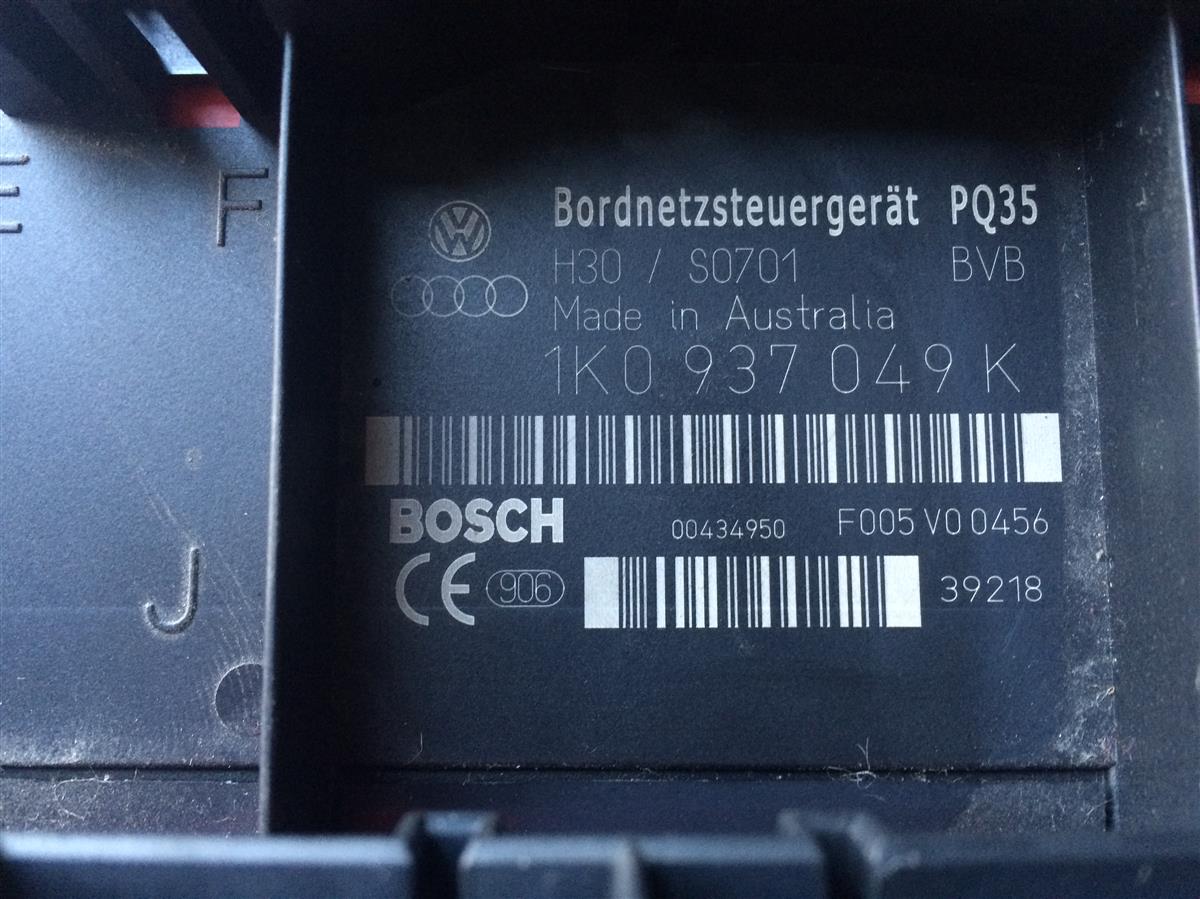 E
F
J
Bordnetzsteuergerät PQ35
H30 / S0701 BVB
Made in Australia
1K0 937 049 K
BOSCH 00434950 F005 V0 0456
CE 906 39218